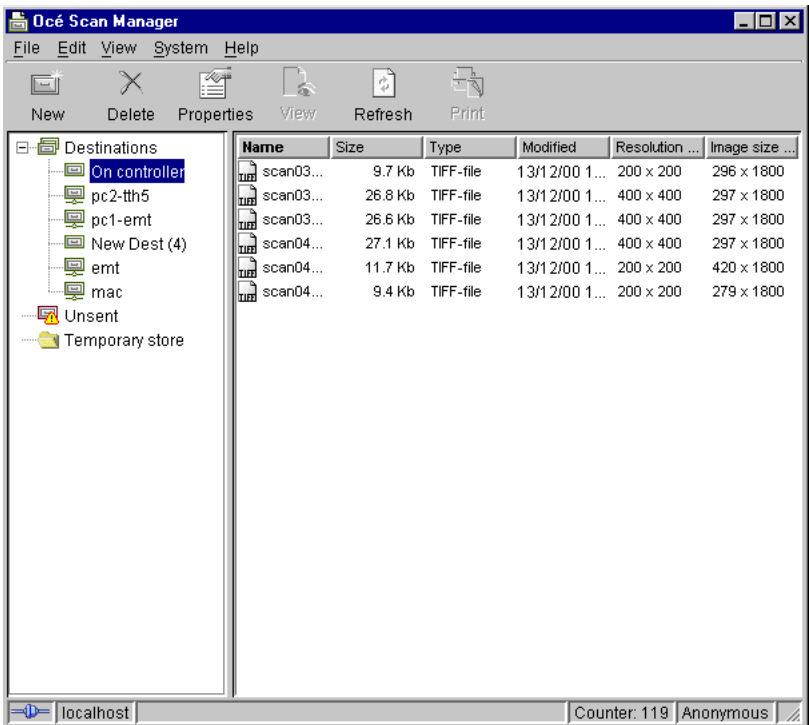 Océ Scan Manager
File Edit View System Help
New Delete Properties View Refresh Print
Destinations
On controller
pc2-tth5
pc1-emt
New Dest (4)
emt
mac
Unsent
Temporary store
Name Size Type Modified Resolution ... Image size ...
TIFF scan03... 9.7 Kb TIFF-file 13/12/00 1... 200 x 200 296 x 1800
TIFF scan03... 26.8 Kb TIFF-file 13/12/00 1... 400 x 400 297 x 1800
TIFF scan03... 26.6 Kb TIFF-file 13/12/00 1... 400 x 400 297 x 1800
TIFF scan04... 27.1 Kb TIFF-file 13/12/00 1... 400 x 400 297 x 1800
TIFF scan04... 11.7 Kb TIFF-file 13/12/00 1... 200 x 200 420 x 1800
TIFF scan04... 9.4 Kb TIFF-file 13/12/00 1... 200 x 200 279 x 1800
localhost Counter: 119 Anonymous